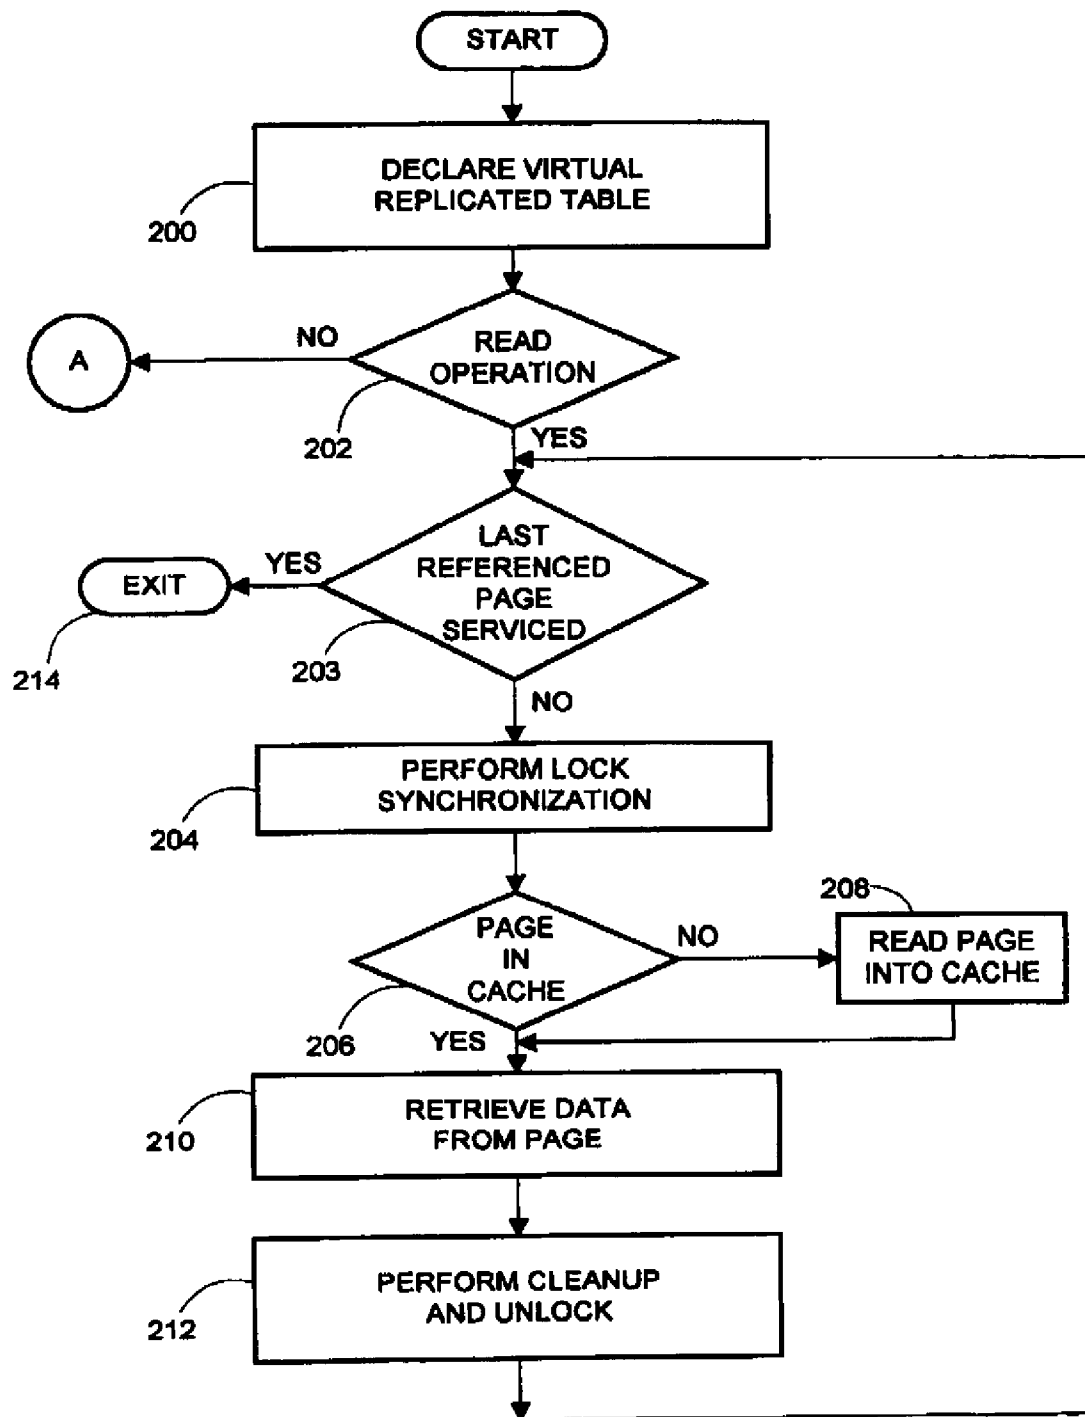 START
DECLARE VIRTUAL
REPLICATED TABLE
200
A
NO
READ
OPERATION
202
YES
LAST
REFERENCED
PAGE
SERVICED
YES
EXIT
214
203
NO
PERFORM LOCK
SYNCHRONIZATION
204
PAGE
IN
CACHE
NO
208
READ PAGE
INTO CACHE
206
YES
RETRIEVE DATA
FROM PAGE
210
PERFORM CLEANUP
AND UNLOCK
212